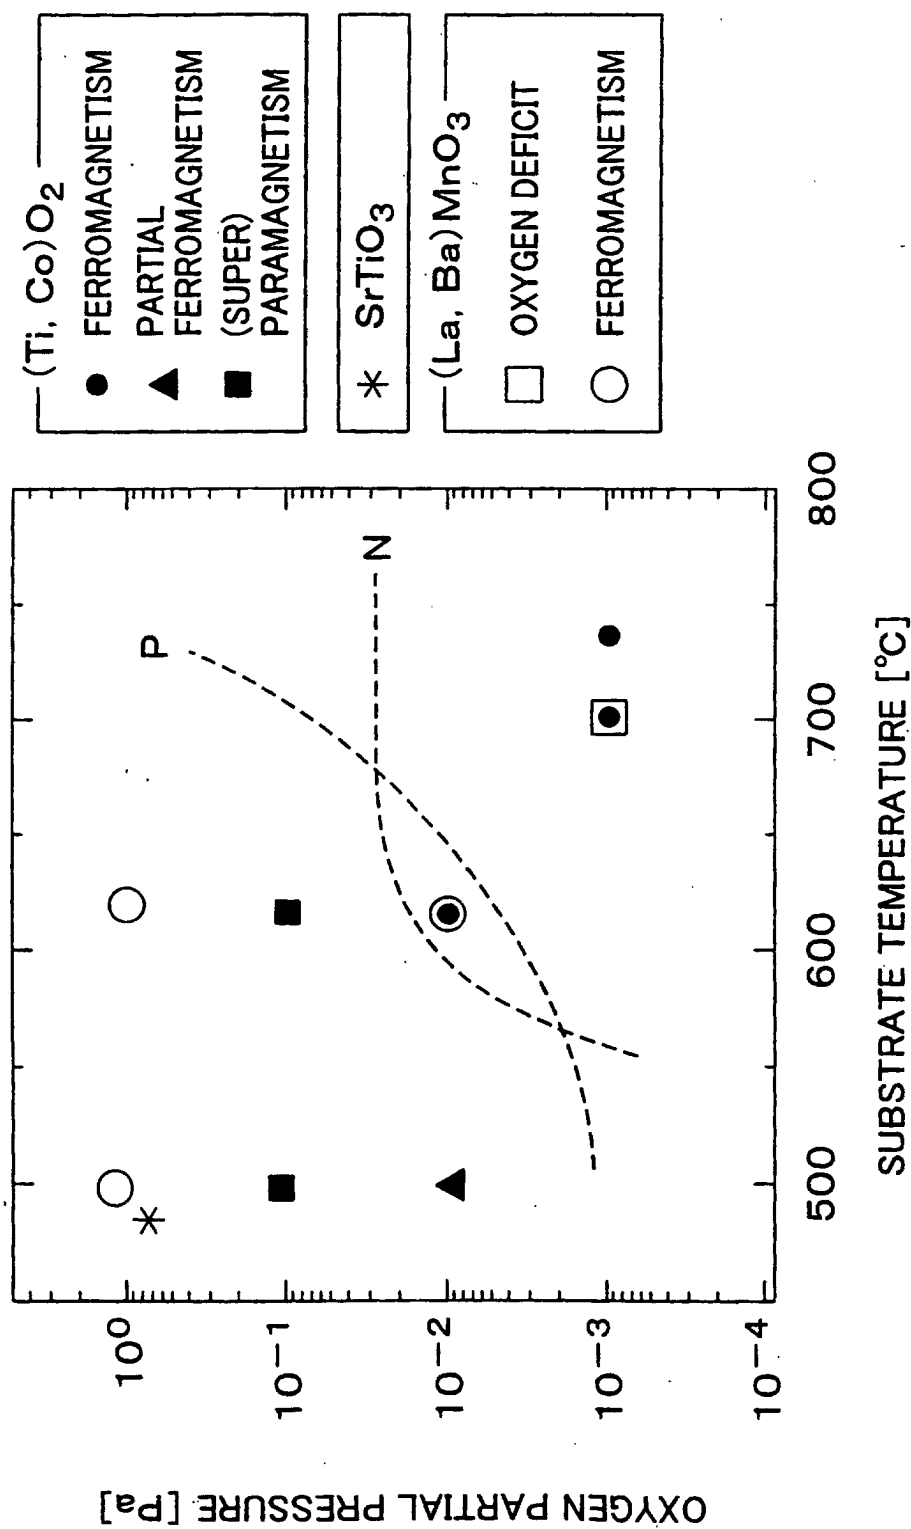 (Ti, Co)O2
● FERROMAGNETISM
▲ PARTIAL
FERROMAGNETISM
■ (SUPER)
PARAMAGNETISM
* SrTiO3
(La, Ba)MnO3
□ OXYGEN DEFICIT
○ FERROMAGNETISM
P
N
10^0
10^-1
10^-2
10^-3
10^-4
OXYGEN PARTIAL PRESSURE [Pa]
500
600
700
800
SUBSTRATE TEMPERATURE [°C]